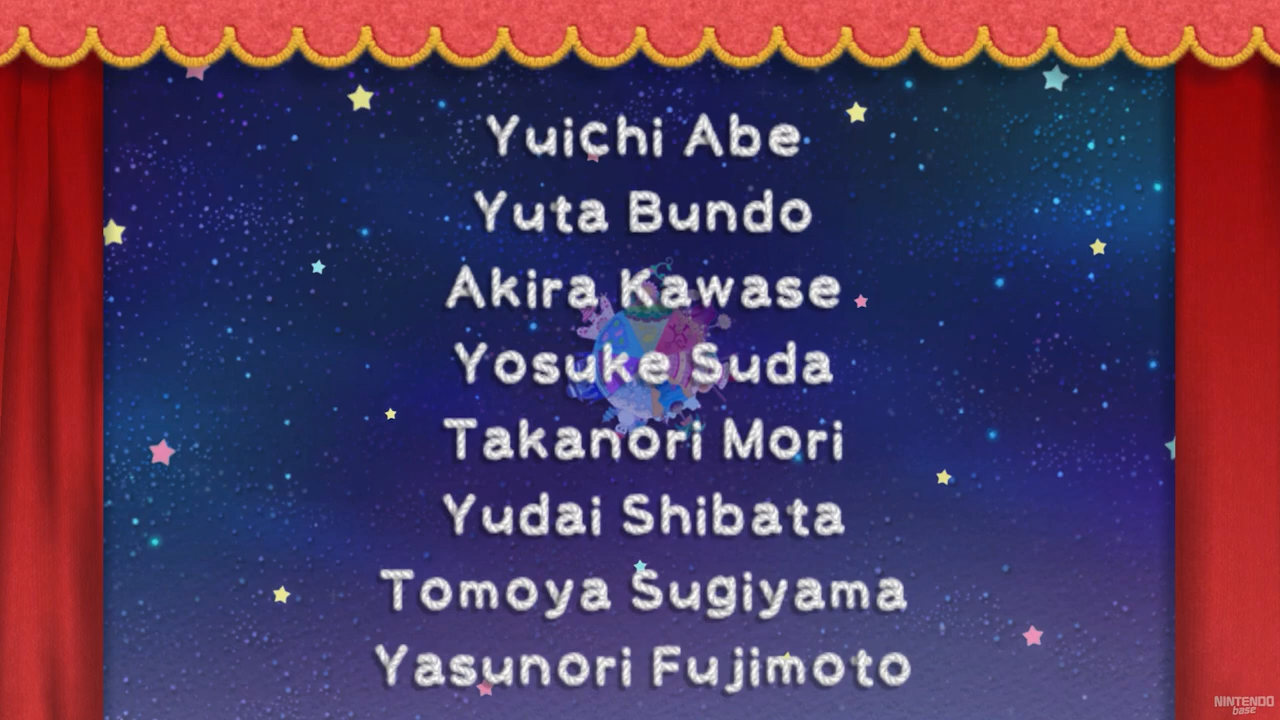 Yuichi Abe
Yuta Bundo
Akira Kawase
Yosuke Suda
Takanori Mori
Yudai Shibata
Tomoya Sugiyama
Yasunori Fujimoto
NINTENDO
base